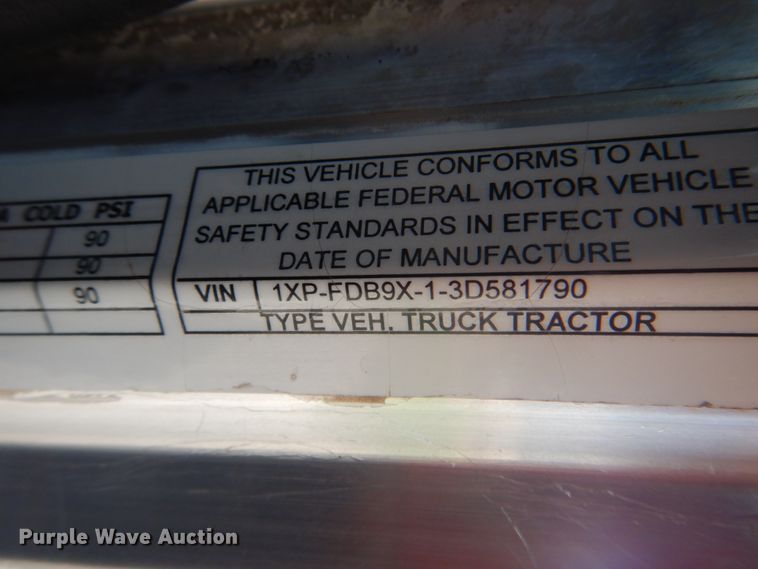 COLD PSI
90
90
90
THIS VEHICLE CONFORMS TO ALL
APPLICABLE FEDERAL MOTOR VEHICLE
SAFETY STANDARDS IN EFFECT ON THE
DATE OF MANUFACTURE
VIN 1XP-FDB9X-1-3D581790
TYPE VEH. TRUCK TRACTOR
Purple Wave Auction